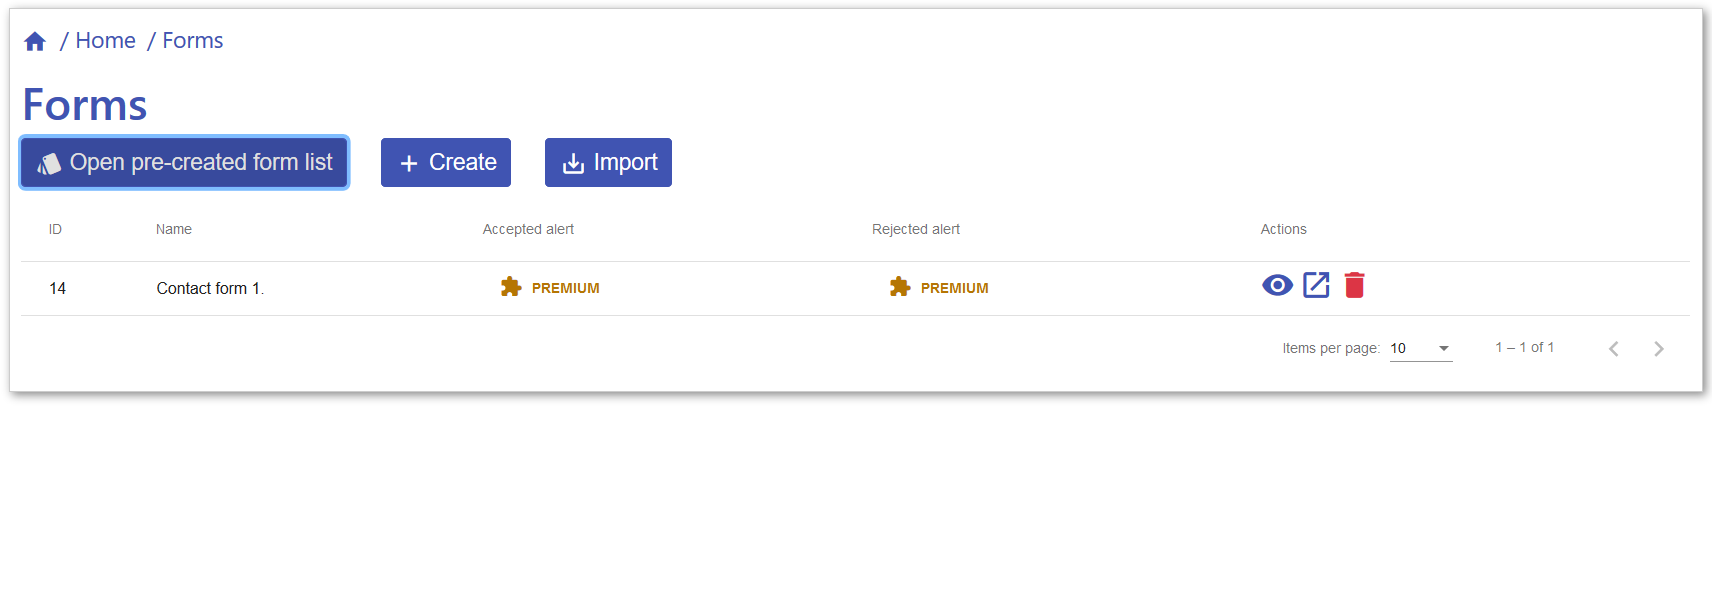 / Home / Forms
Forms
Open pre-created form list Create Import
ID Name Accepted alert Rejected alert Actions
14 Contact form 1. PREMIUM PREMIUM
Items per page: 10 1 – 1 of 1